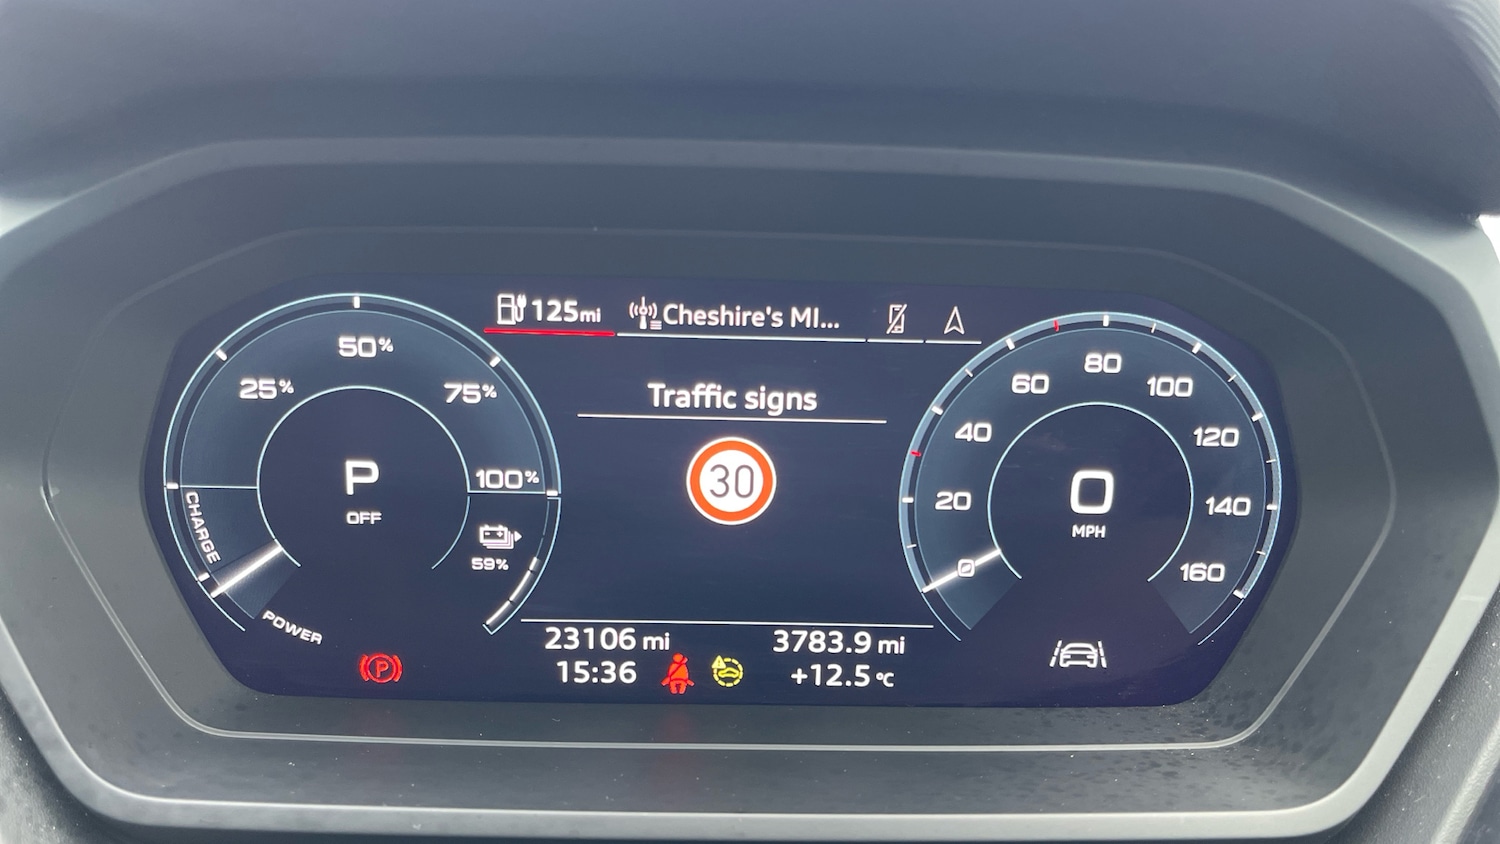 125mi
Cheshire's MI...
Traffic signs
30
25%
50%
75%
100%
P
OFF
CHARGE
POWER
59%
0
20
40
60
80
100
120
140
160
0
MPH
23106 mi
3783.9 mi
15:36
+12.5°C
P